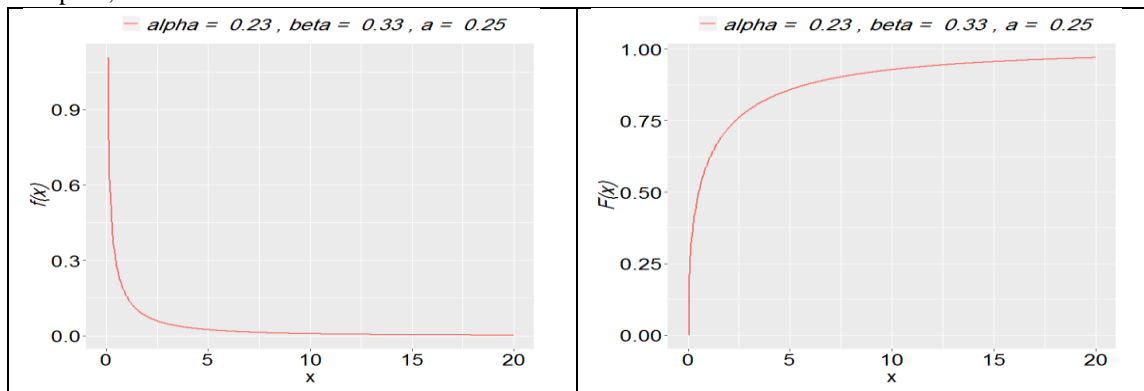 alpha = 0.23 , beta = 0.33 , a = 0.25
f(x)
0.9
0.6
0.3
0.0
0 5 10 15 20
x
alpha = 0.23 , beta = 0.33 , a = 0.25
F(x)
1.00
0.75
0.50
0.25
0.00
0 5 10 15 20
x